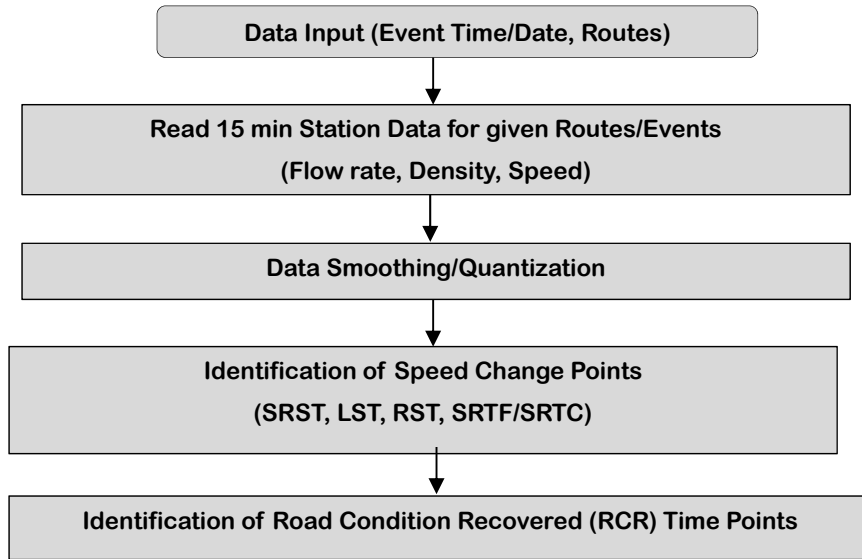 Data Input (Event Time/Date, Routes)
Read 15 min Station Data for given Routes/Events
(Flow rate, Density, Speed)
Data Smoothing/Quantization
Identification of Speed Change Points
(SRST, LST, RST, SRTF/SRTC)
Identification of Road Condition Recovered (RCR) Time Points